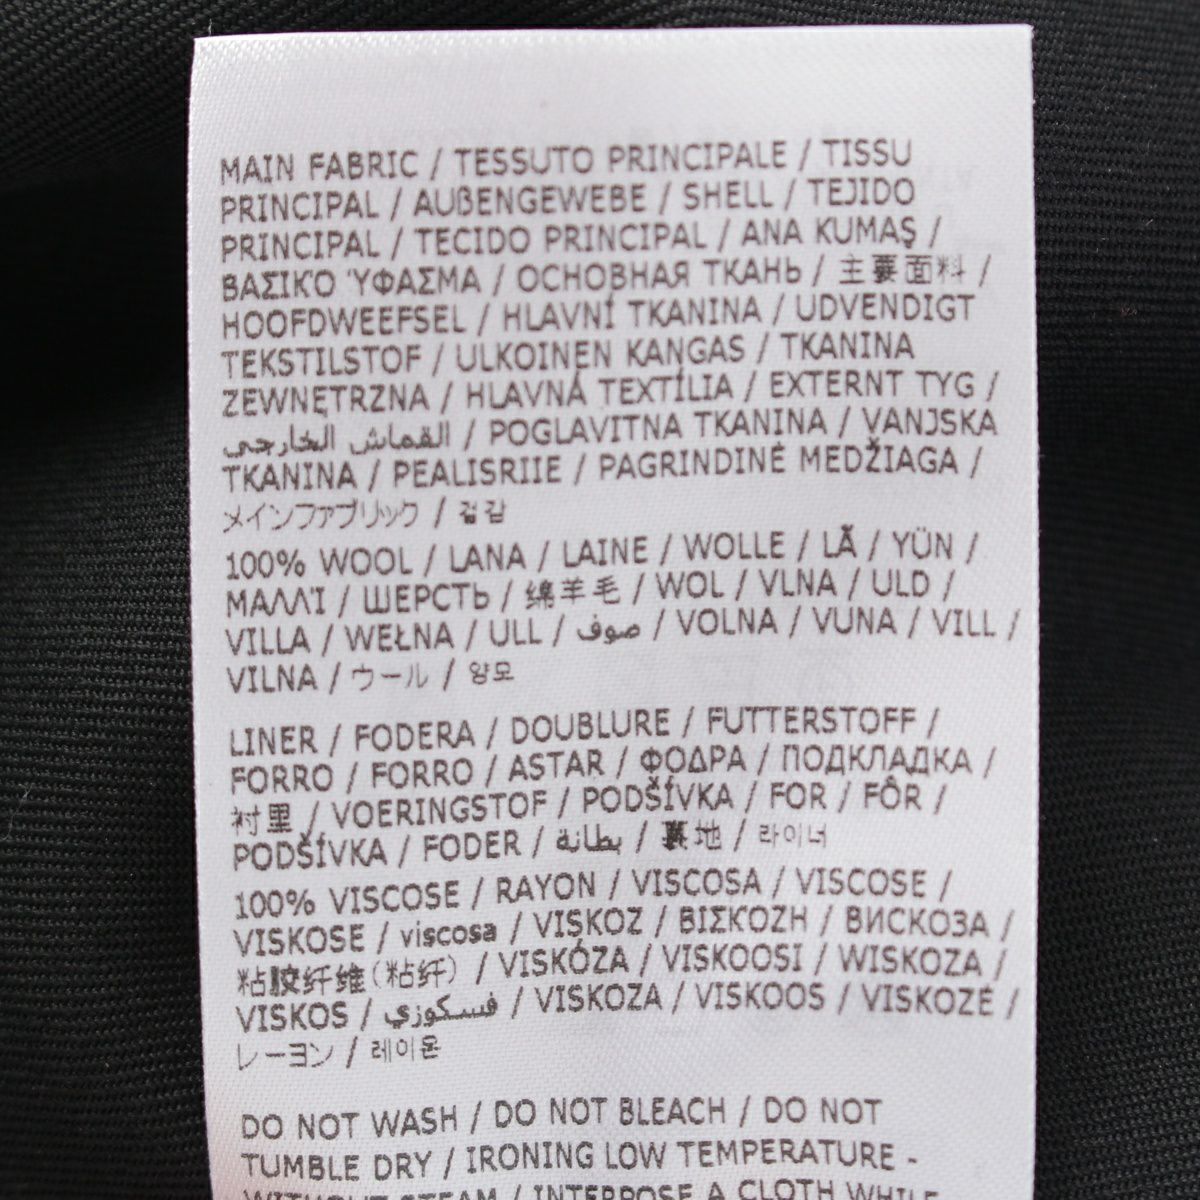 MAIN FABRIC / TESSUTO PRINCIPALE / TISSU
PRINCIPAL / AUßENGEWEBE / SHELL / TEJIDO
PRINCIPAL / TECIDO PRINCIPAL / ANA KUMAŞ /
ΒΑΣΙΚΌ ΎΦΑΣΜΑ / ОСНОВНАЯ ТКАНЬ / 主要面料 /
HOOFDWEEFSEL / HLAVNÍ TKANINA / UDVENDIGT
TEKSTILSTOF / ULKOINEN KANGAS / TKANINA
ZEWNĘTRZNA / HLAVNÁ TEXTÍLIA / EXTERNT TYG /
القماش الخارجي / POGLAVITNA TKANINA / VANJSKA
TKANINA / PEALISRIIE / PAGRINDINĖ MEDŽIAGA /
メインファブリック / 겉감
100% WOOL / LANA / LAINE / WOLLE / LÃ / YÜN /
ΜΑΛΛΊ / ШЕРСТЬ / 绵羊毛 / WOL / VLNA / ULD /
VILLA / WEŁNA / ULL / صوف / VOLNA / VUNA / VILL /
VILNA / ウール / 양모
LINER / FODERA / DOUBLURE / FUTTERSTOFF /
FORRO / FORRO / ASTAR / ΦΟΔΡΑ / ПОДКЛАДКА /
衬里 / VOERINGSTOF / PODŠÍVKA / FOR / FÔR /
PODŠÍVKA / FODER / بطانة / 裏地 / 라이너
100% VISCOSE / RAYON / VISCOSA / VISCOSE /
VISKOSE / viscosa / VISKOZ / ΒΙΣΚΌΖΗ / ВИСКОЗА /
粘胶纤维(粘纤) / VISKÓZA / VISKOOSI / WISKOZA /
VISKOS / فسكوزي / VISKOZA / VISKOOS / VISKOZĖ /
レーヨン / 레이온
DO NOT WASH / DO NOT BLEACH / DO NOT
TUMBLE DRY / IRONING LOW TEMPERATURE -
WITHOUT STEAM / INTERPOSE A CLOTH WHILE